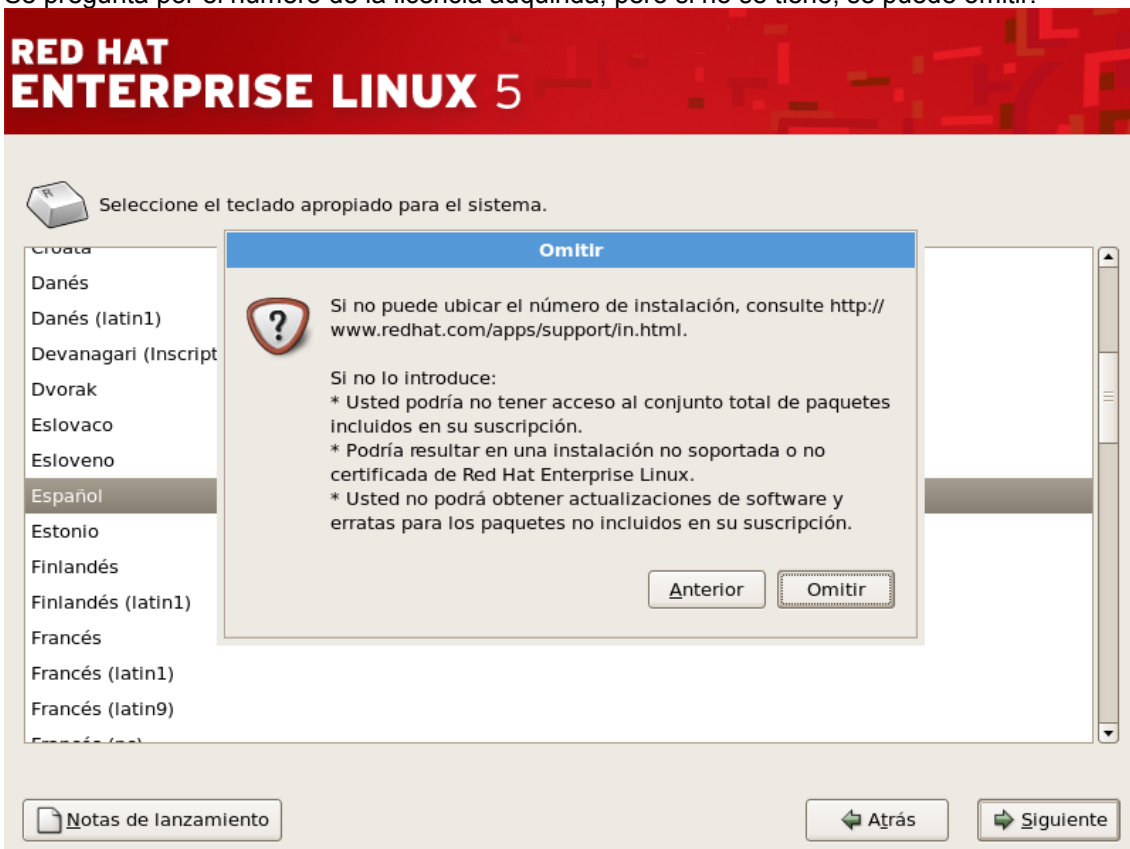 Se pregunta por el número de la licencia adquirida, pero si no se tiene, se puede omitir.
RED HAT
ENTERPRISE LINUX 5
Seleccione el teclado apropiado para el sistema.
Croata
Danés
Danés (latin1)
Devanagari (Inscript
Dvorak
Eslovaco
Esloveno
Español
Estonio
Finlandés
Finlandés (latin1)
Francés
Francés (latin1)
Francés (latin9)
Francés (pc)
Omitir
Si no puede ubicar el número de instalación, consulte http://
www.redhat.com/apps/support/in.html.
Si no lo introduce:
* Usted podría no tener acceso al conjunto total de paquetes
incluidos en su suscripción.
* Podría resultar en una instalación no soportada o no
certificada de Red Hat Enterprise Linux.
* Usted no podrá obtener actualizaciones de software y
erratas para los paquetes no incluidos en su suscripción.
Anterior
Omitir
Notas de lanzamiento
Atrás
Siguiente